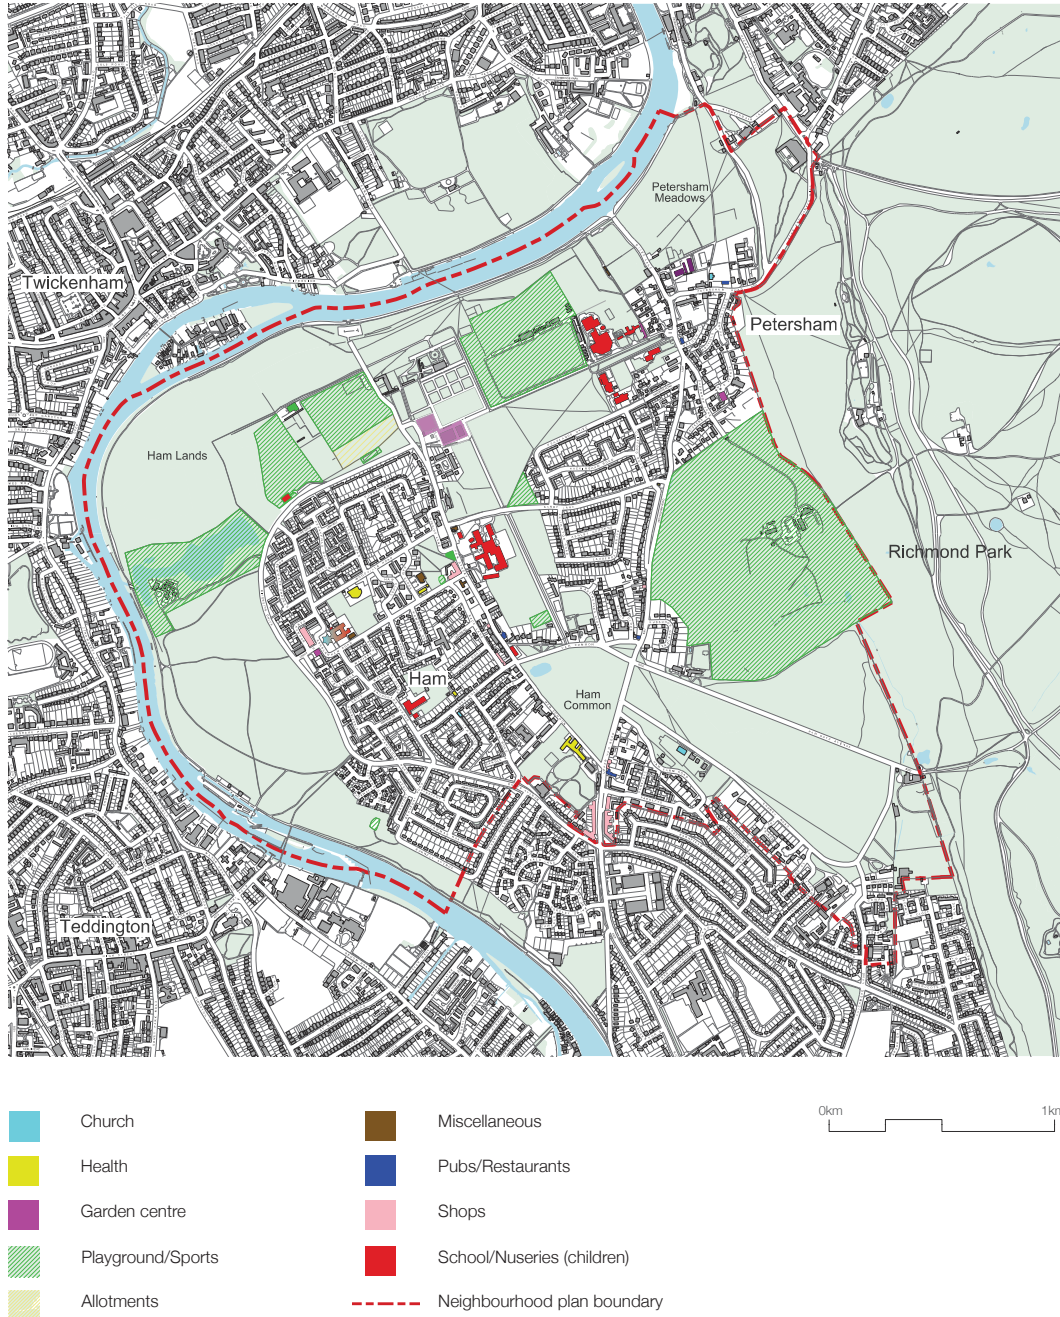 Petersham
Meadows
Twickenham
Petersham
Ham Lands
Richmond Park
Ham
Ham
Common
Teddington
0km
1km
Church
Miscellaneous
Health
Pubs/Restaurants
Garden centre
Shops
Playground/Sports
School/Nuseries (children)
Allotments
Neighbourhood plan boundary